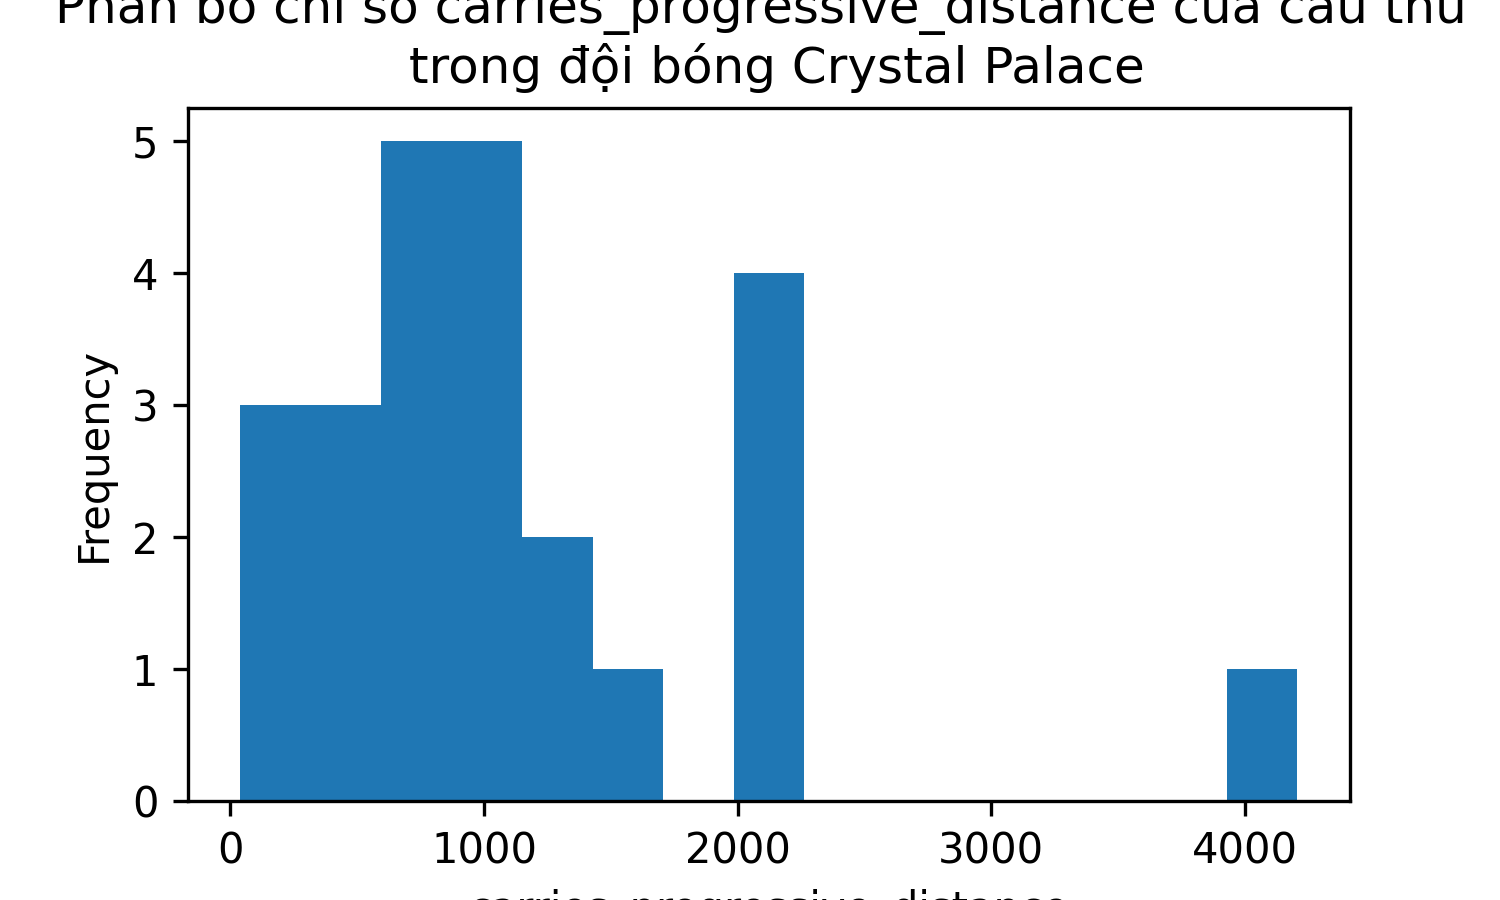 Phân bố chỉ số carries_progressive_distance của cầu thủ
trong đội bóng Crystal Palace
5
4
3
2
1
0
Frequency
0 1000 2000 3000 4000
carries_progressive_distance